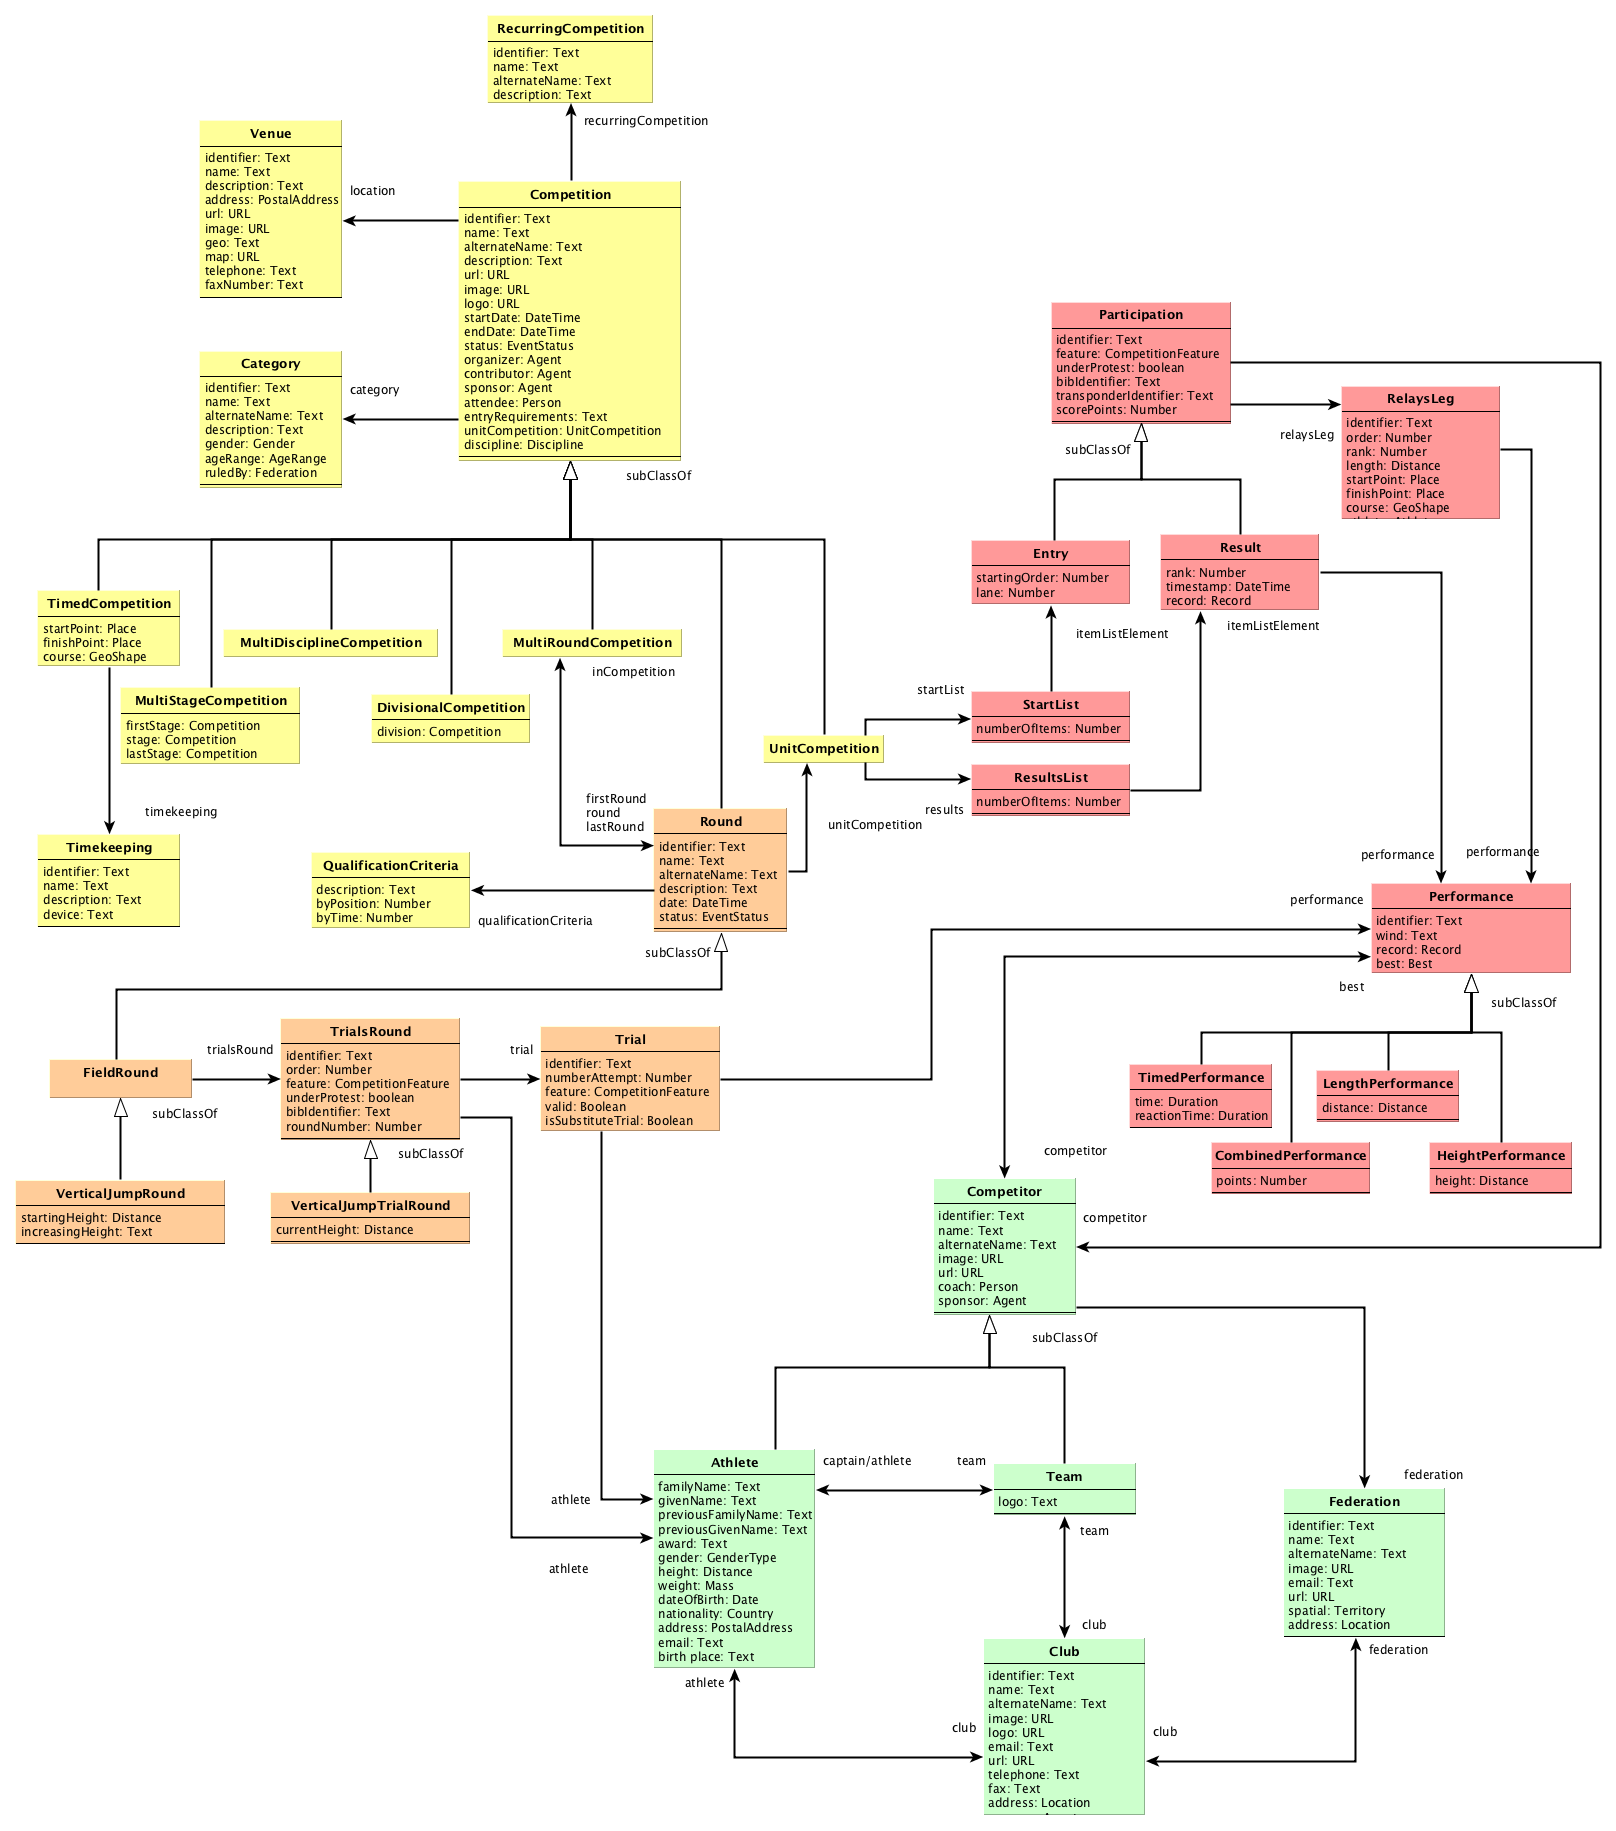 RecurringCompetition
identifier: Text
name: Text
alternateName: Text
description: Text
recurringCompetition
Venue
identifier: Text
name: Text
description: Text
address: PostalAddress
url: URL
image: URL
geo: Text
map: URL
telephone: Text
faxNumber: Text
location
Competition
identifier: Text
name: Text
alternateName: Text
description: Text
url: URL
image: URL
logo: URL
startDate: DateTime
endDate: DateTime
status: EventStatus
organizer: Agent
contributor: Agent
sponsor: Agent
attendee: Person
entryRequirements: Text
unitCompetition: UnitCompetition
discipline: Discipline
Category
identifier: Text
name: Text
alternateName: Text
description: Text
gender: Gender
ageRange: AgeRange
ruledBy: Federation
category
subClassOf
Participation
identifier: Text
feature: CompetitionFeature
underProtest: boolean
bibIdentifier: Text
transponderIdentifier: Text
scorePoints: Number
subClassOf
relaysLeg
RelaysLeg
identifier: Text
order: Number
rank: Number
length: Distance
startPoint: Place
finishPoint: Place
course: GeoShape
Entry
startingOrder: Number
lane: Number
Result
rank: Number
timestamp: DateTime
record: Record
itemListElement
itemListElement
TimedCompetition
startPoint: Place
finishPoint: Place
course: GeoShape
MultiDisciplineCompetition
MultiRoundCompetition
inCompetition
MultiStageCompetition
firstStage: Competition
stage: Competition
lastStage: Competition
DivisionalCompetition
division: Competition
UnitCompetition
startList
StartList
numberOfItems: Number
ResultsList
numberOfItems: Number
results
unitCompetition
timekeeping
Timekeeping
identifier: Text
name: Text
description: Text
device: Text
firstRound
round
lastRound
Round
identifier: Text
name: Text
alternateName: Text
description: Text
date: DateTime
status: EventStatus
QualificationCriteria
description: Text
byPosition: Number
byTime: Number
qualificationCriteria
subClassOf
performance
performance
performance
Performance
identifier: Text
wind: Text
record: Record
best: Best
best
subClassOf
FieldRound
trialsRound
TrialsRound
identifier: Text
order: Number
feature: CompetitionFeature
underProtest: boolean
bibIdentifier: Text
roundNumber: Number
trial
Trial
identifier: Text
numberAttempt: Number
feature: CompetitionFeature
valid: Boolean
isSubstituteTrial: Boolean
subClassOf
subClassOf
VerticalJumpRound
startingHeight: Distance
increasingHeight: Text
VerticalJumpTrialRound
currentHeight: Distance
TimedPerformance
time: Duration
reactionTime: Duration
LengthPerformance
distance: Distance
CombinedPerformance
points: Number
HeightPerformance
height: Distance
competitor
Competitor
identifier: Text
name: Text
alternateName: Text
image: URL
url: URL
coach: Person
sponsor: Agent
competitor
subClassOf
Athlete
familyName: Text
givenName: Text
previousFamilyName: Text
previousGivenName: Text
award: Text
gender: GenderType
height: Distance
weight: Mass
dateOfBirth: Date
nationality: Country
address: PostalAddress
email: Text
birth place: Text
athlete
athlete
captain/athlete
team
Team
logo: Text
team
federation
Federation
identifier: Text
name: Text
alternateName: Text
image: URL
email: Text
url: URL
spatial: Territory
address: Location
federation
club
Club
identifier: Text
name: Text
alternateName: Text
image: URL
logo: URL
email: Text
url: URL
telephone: Text
fax: Text
address: Location
athlete
club
club